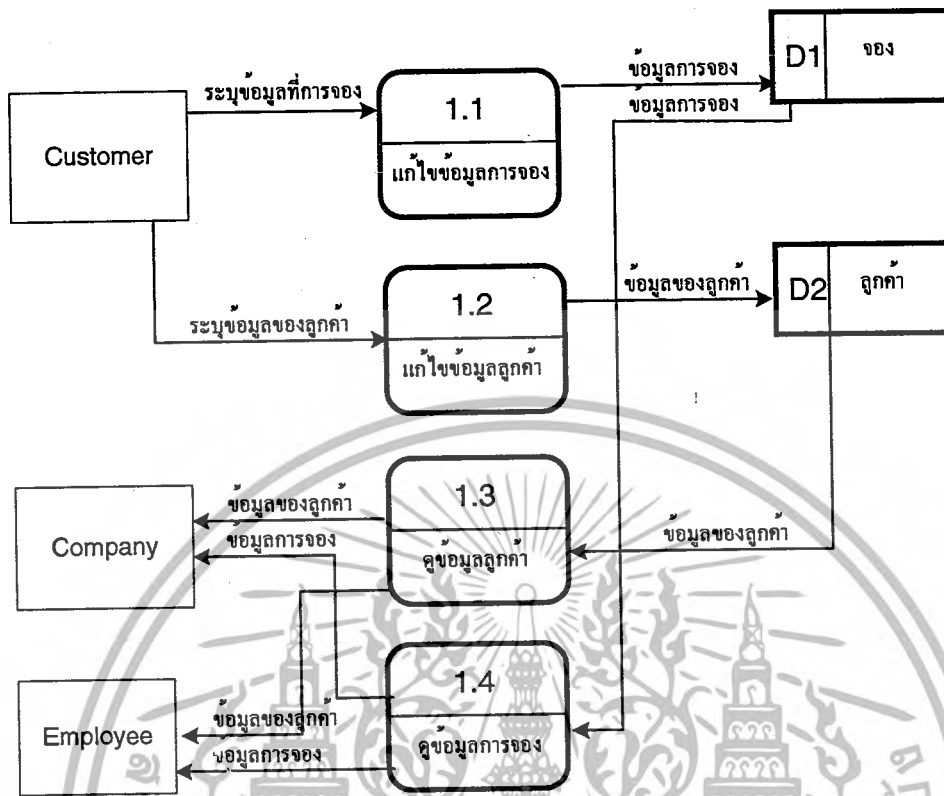 D1
จอง
ข้อมูลการจอง
ระบุข้อมูลที่การจอง
ข้อมูลการจอง
1.1
Customer
แก้ไขข้อมูลการจอง
D2
ลูกค้า
ข้อมูลของลูกค้า
1.2
ระบุข้อมูลของลูกค้า
แก้ไขข้อมูลลูกค้า
1.3
ข้อมูลของลูกค้า
Company
ข้อมูลการจอง
ข้อมูลของลูกค้า
ดูข้อมูลลูกค้า
1.4
ข้อมูลของลูกค้า
Employee
ข้อมูลการจอง
ดูข้อมูลการจอง